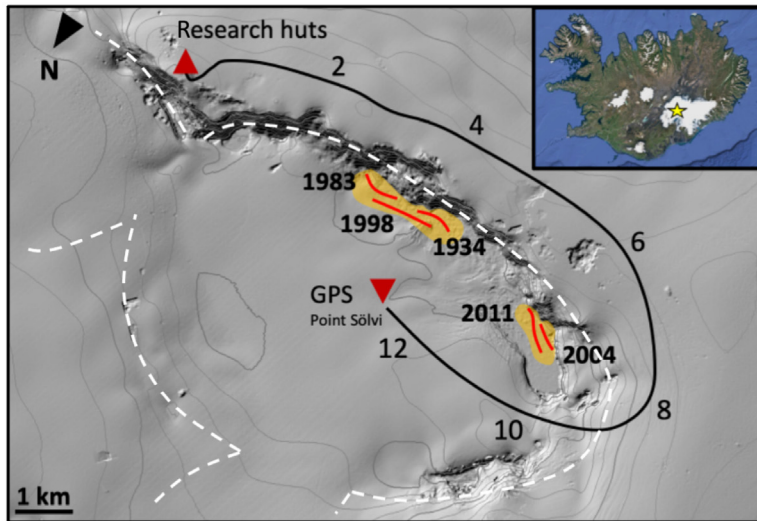 N
Research huts
2
4
1983
1998
1934
6
GPS
Point Sölvi
2011
2004
12
8
10
1 km